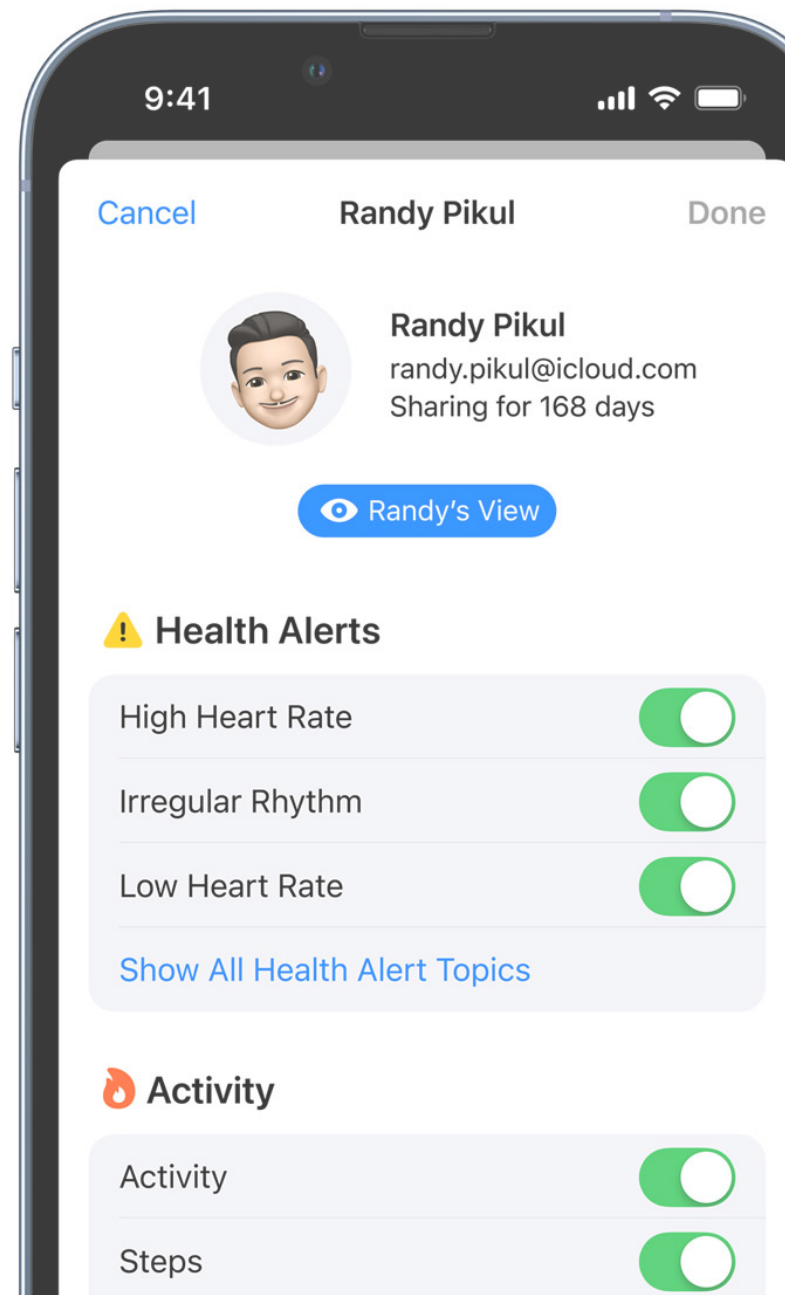 9:41
Cancel Randy Pikul Done
Randy Pikul
randy.pikul@icloud.com
Sharing for 168 days
Randy's View
Health Alerts
High Heart Rate
Irregular Rhythm
Low Heart Rate
Show All Health Alert Topics
Activity
Activity
Steps